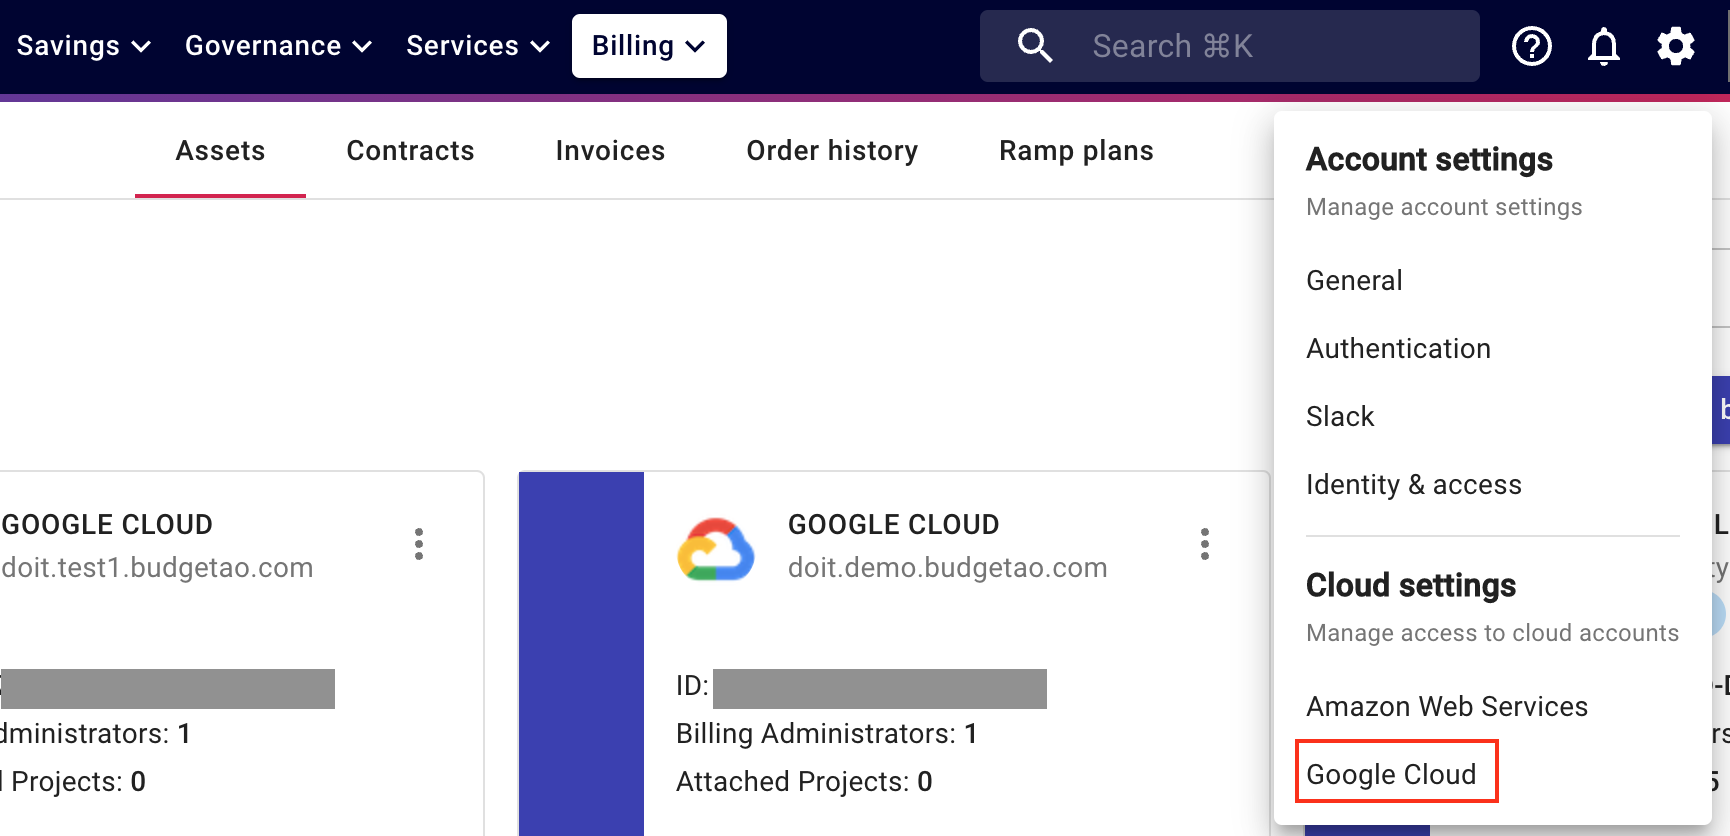 Savings Governance Services Billing Search ⌘K
Assets Contracts Invoices Order history Ramp plans
Account settings
Manage account settings
General
Authentication
Slack
Identity & access
Cloud settings
Manage access to cloud accounts
Amazon Web Services
Google Cloud
GOOGLE CLOUD
doit.test1.budgetao.com
dministrators: 1
Projects: 0
GOOGLE CLOUD
doit.demo.budgetao.com
ID:
Billing Administrators: 1
Attached Projects: 0